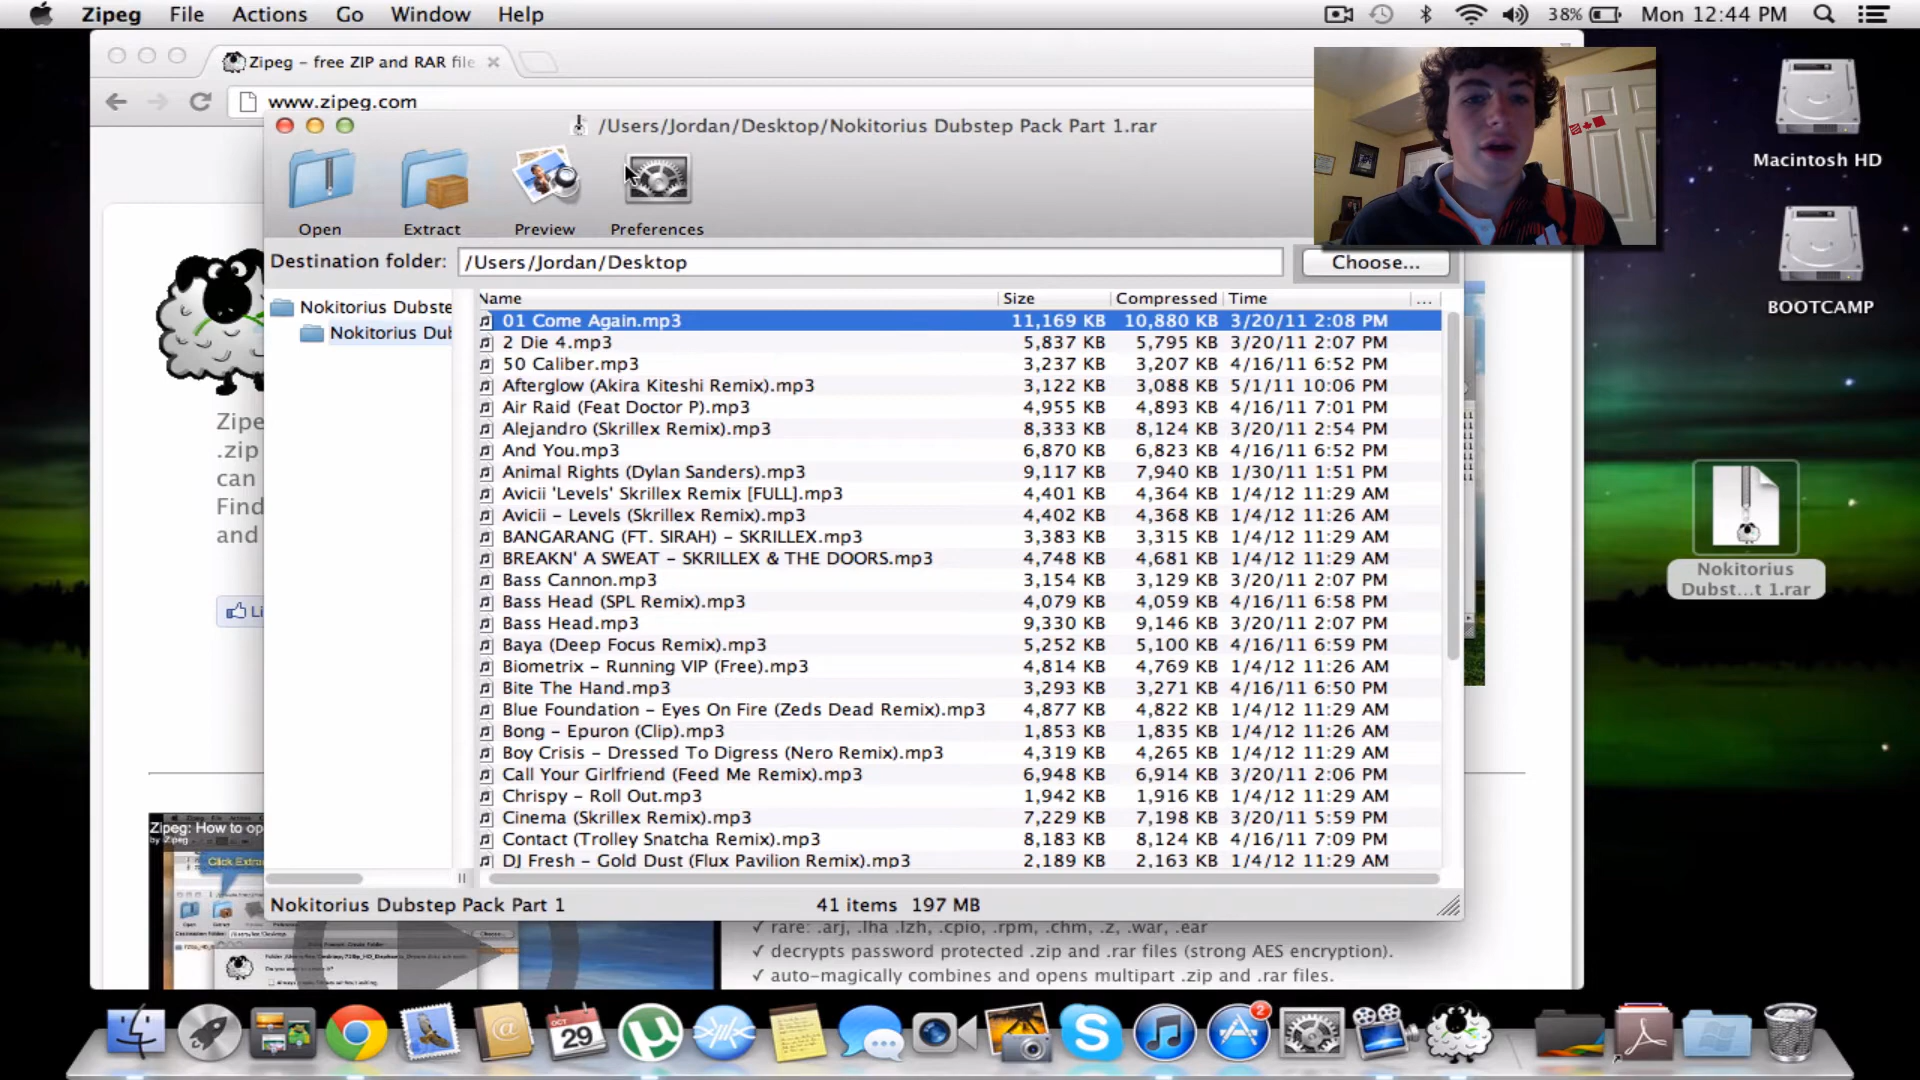 Zipeg File Actions Go Window Help 38% Mon 12:44 PM
Zipeg – free ZIP and RAR file
www.zipeg.com
/Users/Jordan/Desktop/Nokitorius Dubstep Pack Part 1.rar
Open Extract Preview Preferences
Destination folder: /Users/Jordan/Desktop Choose...
Nokitorius Dubste
Nokitorius Dub
Name Size Compressed Time ...
01 Come Again.mp3 11,169 KB 10,880 KB 3/20/11 2:08 PM
2 Die 4.mp3 5,837 KB 5,795 KB 3/20/11 2:07 PM
50 Caliber.mp3 3,237 KB 3,207 KB 4/16/11 6:52 PM
Afterglow (Akira Kiteshi Remix).mp3 3,122 KB 3,088 KB 5/1/11 10:06 PM
Air Raid (Feat Doctor P).mp3 4,955 KB 4,893 KB 4/16/11 7:01 PM
Alejandro (Skrillex Remix).mp3 8,333 KB 8,124 KB 3/20/11 2:54 PM
And You.mp3 6,870 KB 6,823 KB 4/16/11 6:52 PM
Animal Rights (Dylan Sanders).mp3 9,117 KB 7,940 KB 1/30/11 1:51 PM
Avicii 'Levels' Skrillex Remix [FULL].mp3 4,401 KB 4,364 KB 1/4/12 11:29 AM
Avicii – Levels (Skrillex Remix).mp3 4,402 KB 4,368 KB 1/4/12 11:26 AM
BANGARANG (FT. SIRAH) – SKRILLEX.mp3 3,383 KB 3,315 KB 1/4/12 11:29 AM
BREAKN' A SWEAT – SKRILLEX & THE DOORS.mp3 4,748 KB 4,681 KB 1/4/12 11:29 AM
Bass Cannon.mp3 3,154 KB 3,129 KB 3/20/11 2:07 PM
Bass Head (SPL Remix).mp3 4,079 KB 4,059 KB 4/16/11 6:58 PM
Bass Head.mp3 9,330 KB 9,146 KB 3/20/11 2:07 PM
Baya (Deep Focus Remix).mp3 5,252 KB 5,100 KB 4/16/11 6:59 PM
Biometrix – Running VIP (Free).mp3 4,814 KB 4,769 KB 1/4/12 11:26 AM
Bite The Hand.mp3 3,293 KB 3,271 KB 4/16/11 6:50 PM
Blue Foundation – Eyes On Fire (Zeds Dead Remix).mp3 4,877 KB 4,822 KB 1/4/12 11:29 AM
Bong – Epuron (Clip).mp3 1,853 KB 1,835 KB 1/4/12 11:26 AM
Boy Crisis – Dressed To Digress (Nero Remix).mp3 4,319 KB 4,265 KB 1/4/12 11:29 AM
Call Your Girlfriend (Feed Me Remix).mp3 6,948 KB 6,914 KB 3/20/11 2:06 PM
Chrispy – Roll Out.mp3 1,942 KB 1,916 KB 1/4/12 11:29 AM
Cinema (Skrillex Remix).mp3 7,229 KB 7,198 KB 3/20/11 5:59 PM
Contact (Trolley Snatcha Remix).mp3 8,183 KB 8,124 KB 4/16/11 7:09 PM
DJ Fresh – Gold Dust (Flux Pavilion Remix).mp3 2,189 KB 2,163 KB 1/4/12 11:29 AM
Nokitorius Dubstep Pack Part 1 41 items 197 MB
Zipe
.zip
can
Find
and
Li
Zipeg: How to op
by Zipeg
Click Extra
rare: .arj, .lha .lzh, .cpio, .rpm, .chm, .z, .war, .ear
✓ decrypts password protected .zip and .rar files (strong AES encryption).
✓ auto-magically combines and opens multipart .zip and .rar files.
Macintosh HD
BOOTCAMP
Nokitorius
Dubst...t 1.rar
OCT
29
2